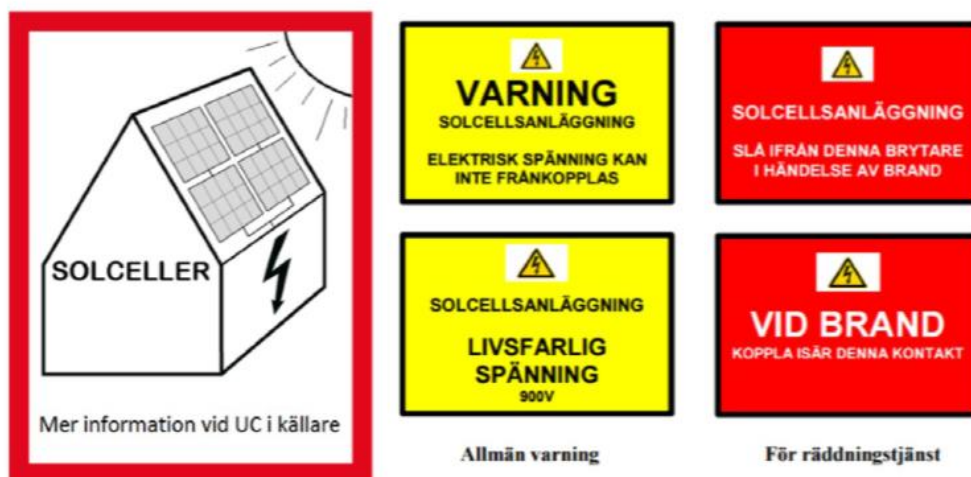 SOLCELLER
Mer information vid UC i källare
VARNING
SOLCELLSANLÄGGNING
ELEKTRISK SPÄNNING KAN
INTE FRÅNKOPPLAS
SOLCELLSANLÄGGNING
LIVSFARLIG
SPÄNNING
900V
Allmän varning
SOLCELLSANLÄGGNING
SLÅ IFRÅN DENNA BRYTARE
I HÄNDELSE AV BRAND
VID BRAND
KOPPLA ISÄR DENNA KONTAKT
För räddningstjänst